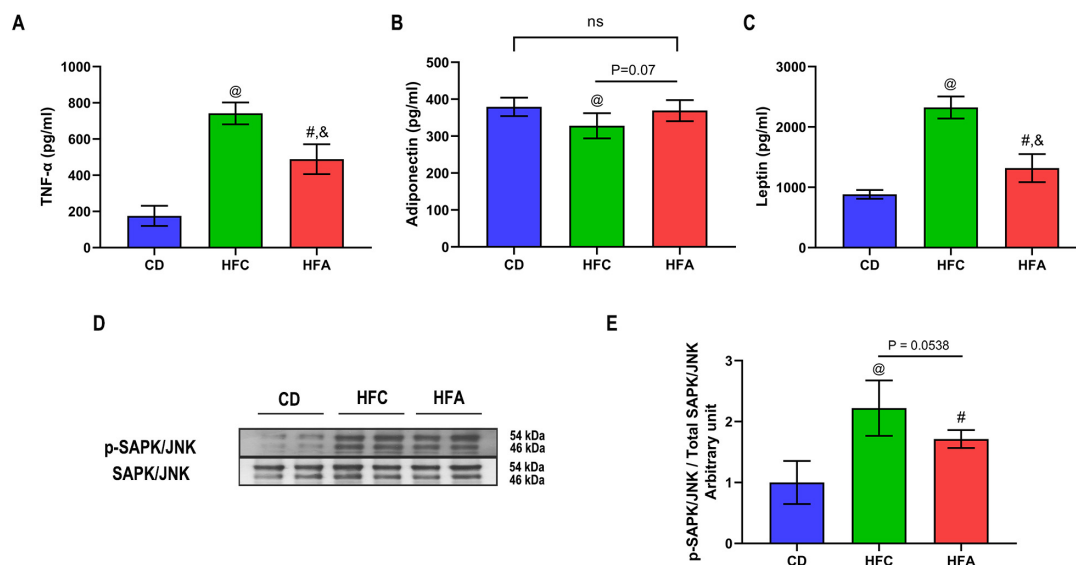 A
TNF-α (pg/ml)
1000
800
600
400
200
0
@
#,&
CD HFC HFA
B
Adiponectin (pg/ml)
500
400
300
200
100
0
ns
P=0.07
@
CD HFC HFA
C
Leptin (pg/ml)
3000
2000
1000
0
@
#,&
CD HFC HFA
D
CD HFC HFA
p-SAPK/JNK
54 kDa
46 kDa
SAPK/JNK
54 kDa
46 kDa
E
p-SAPK/JNK / Total SAPK/JNK
Arbitrary unit
3
2
1
0
P = 0.0538
@
#
CD HFC HFA